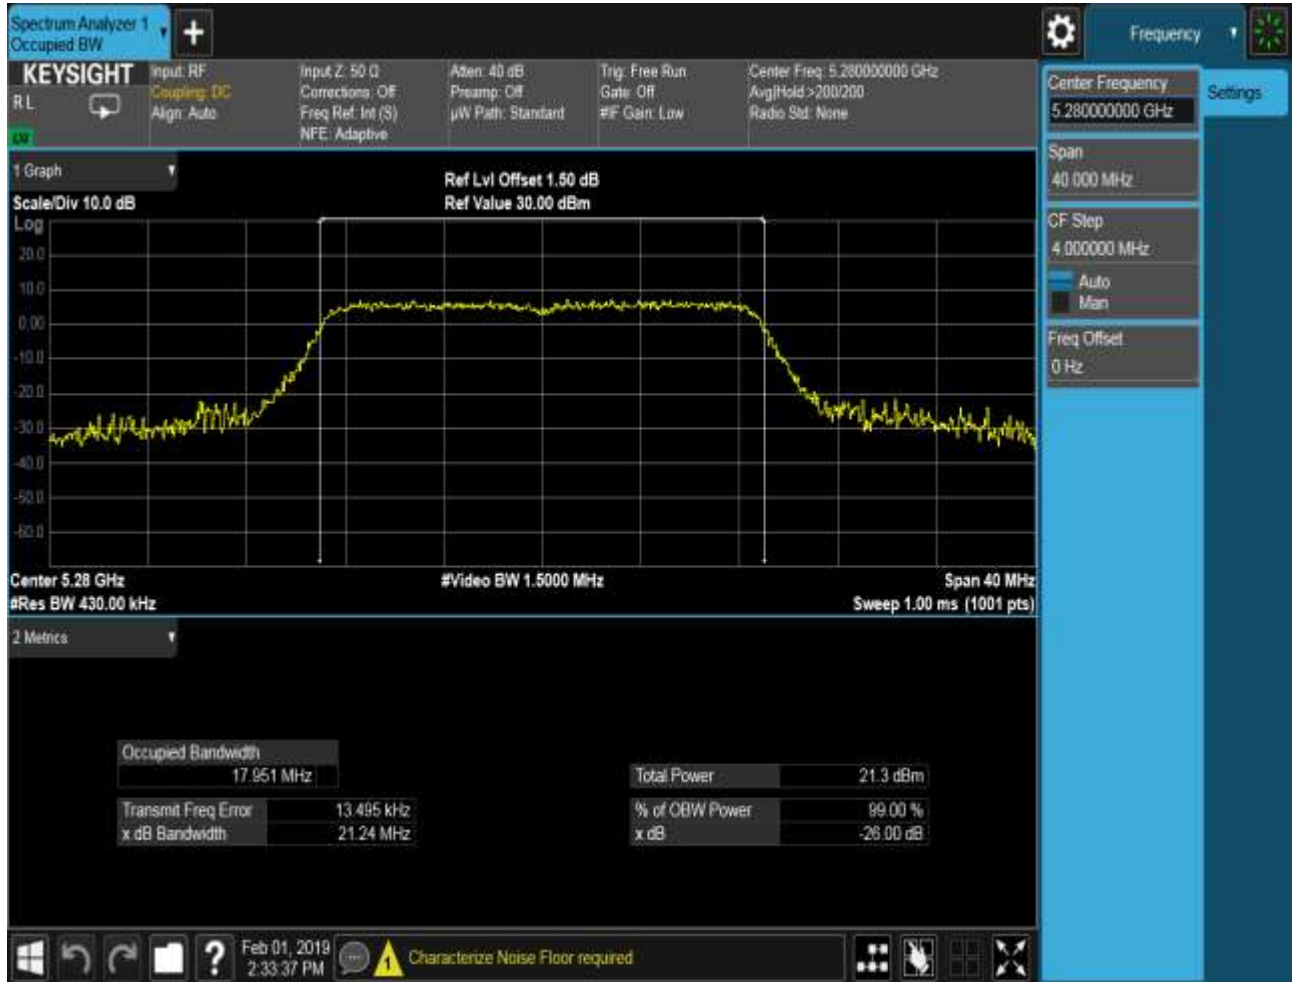 Spectrum Analyzer 1
Occupied BW
+
Frequency
KEYSIGHT
RL
Input: RF
Coupling: DC
Align: Auto
Input Z: 50 Ω
Corrections: Off
Freq Ref: Int (S)
NFE: Adaptive
Atten: 40 dB
Preamp: Off
µW Path: Standard
Trig: Free Run
Gate: Off
#IF Gain: Low
Center Freq: 5.280000000 GHz
Avg|Hold:>200/200
Radio Std: None
Center Frequency
5.280000000 GHz
Settings
Span
40.000 MHz
CF Step
4.000000 MHz
Auto
Man
Freq Offset
0 Hz
1 Graph
Scale/Div 10.0 dB
Ref Lvl Offset 1.50 dB
Ref Value 30.00 dBm
Log
20.0
10.0
0.00
-10.0
-20.0
-30.0
-40.0
-50.0
-60.0
Center 5.28 GHz
#Video BW 1.5000 MHz
Span 40 MHz
#Res BW 430.00 kHz
Sweep 1.00 ms (1001 pts)
2 Metrics
Occupied Bandwidth
17.951 MHz
Total Power 21.3 dBm
Transmit Freq Error 13.495 kHz
% of OBW Power 99.00 %
x dB Bandwidth 21.24 MHz
x dB -26.00 dB
?
Feb 01, 2019
2:33:37 PM
1
Characterize Noise Floor required